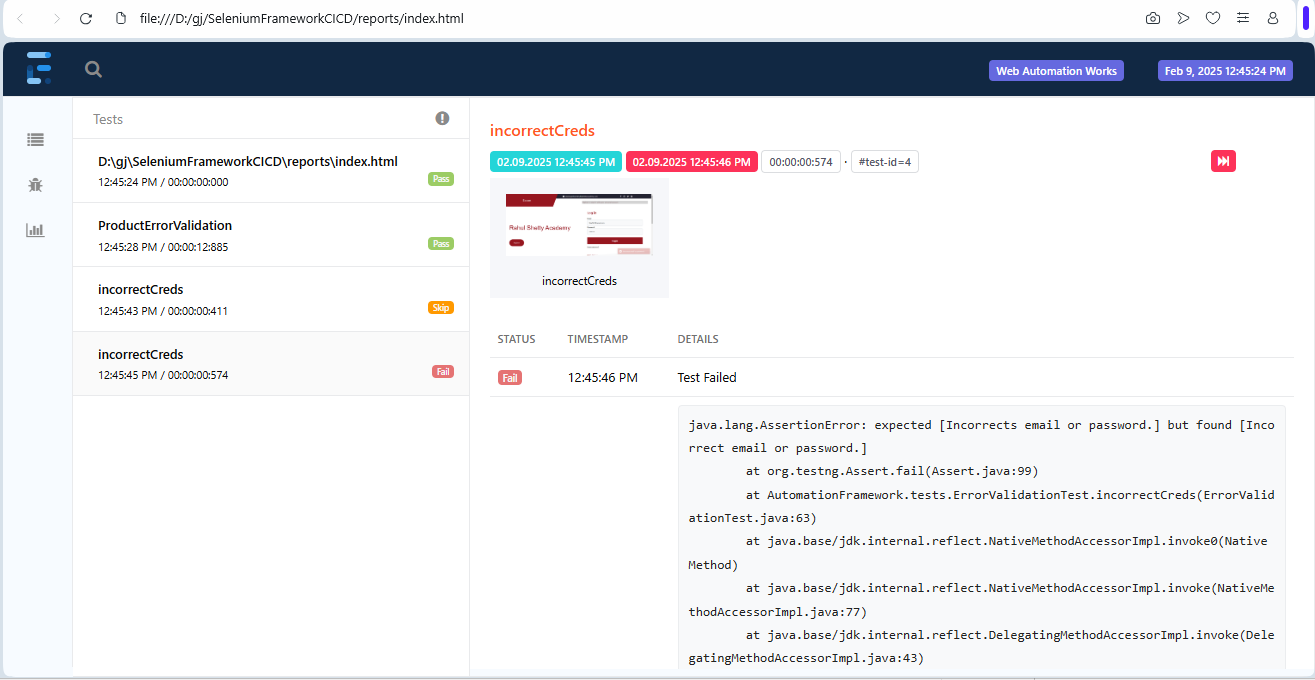 file:///D:/gj/SeleniumFrameworkCICD/reports/index.html
Web Automation Works
Feb 9, 2025 12:45:24 PM
Tests
D:\gj\SeleniumFrameworkCICD\reports\index.html
12:45:24 PM / 00:00:00:000
Pass
ProductErrorValidation
12:45:28 PM / 00:00:12:885
Pass
incorrectCreds
12:45:43 PM / 00:00:00:411
Skip
incorrectCreds
12:45:45 PM / 00:00:00:574
Fail
incorrectCreds
02.09.2025 12:45:45 PM
02.09.2025 12:45:46 PM
00:00:00:574
· #test-id=4
Rahul Shetty Academy
incorrectCreds
STATUS TIMESTAMP DETAILS
Fail 12:45:46 PM Test Failed
java.lang.AssertionError: expected [Incorrects email or password.] but found [Inco
rrect email or password.]
at org.testng.Assert.fail(Assert.java:99)
at AutomationFramework.tests.ErrorValidationTest.incorrectCreds(ErrorValid
ationTest.java:63)
at java.base/jdk.internal.reflect.NativeMethodAccessorImpl.invoke0(Native
Method)
at java.base/jdk.internal.reflect.NativeMethodAccessorImpl.invoke(NativeMe
thodAccessorImpl.java:77)
at java.base/jdk.internal.reflect.DelegatingMethodAccessorImpl.invoke(Dele
gatingMethodAccessorImpl.java:43)